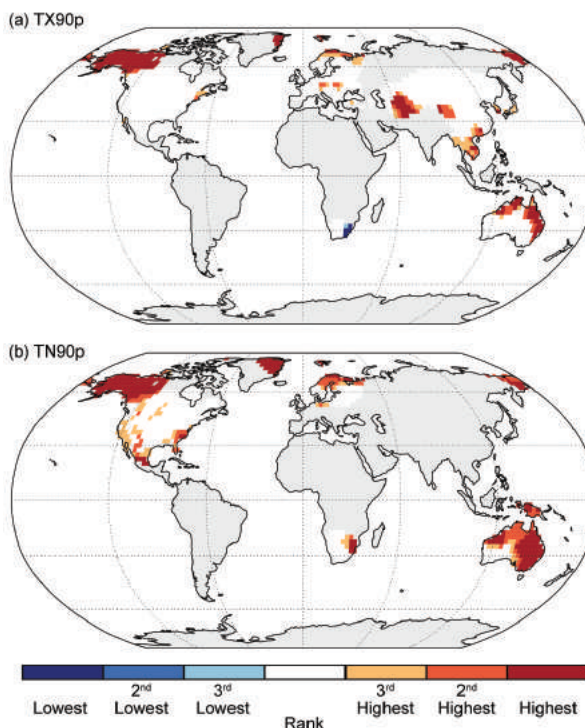 (a) TX90p
(b) TN90p
Lowest
2nd Lowest
3rd Lowest
3rd Highest
2nd Highest
Highest
Rank